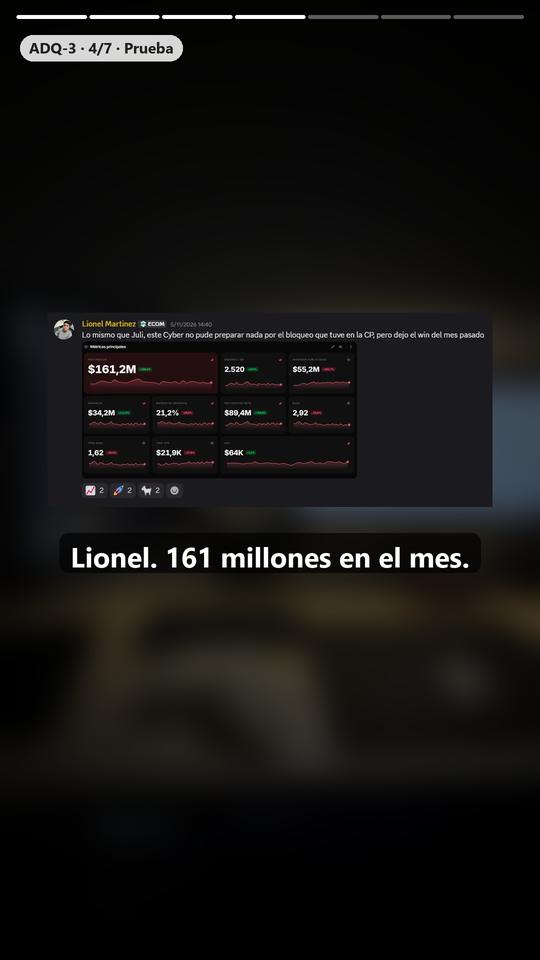 ADQ-3 · 4/7 · Prueba
Lionel Martinez ECOM 5/11/2026 14:40
Lo mismo que Juli, este Cyber no pude preparar nada por el bloqueo que tuve en la CP, pero dejo el win del mes pasado
Métricas principales
$161,2M
2.520
$55,2M
$34,2M
21,2%
$89,4M
2,92
1,62
$21,9K
$64K
2
2
2
Lionel. 161 millones en el mes.